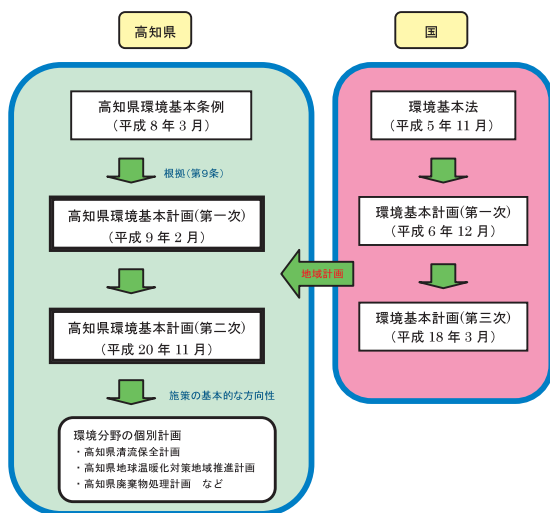 高知県
高知県環境基本条例
(平成8年3月)
根拠(第9条)
高知県環境基本計画(第一次)
(平成9年2月)
高知県環境基本計画(第二次)
(平成20年11月)
施策の基本的な方向性
環境分野の個別計画
・高知県清流保全計画
・高知県地球温暖化対策地域推進計画
・高知県廃棄物処理計画 など
地域計画
国
環境基本法
(平成5年11月)
環境基本計画(第一次)
(平成6年12月)
環境基本計画(第三次)
(平成18年3月)